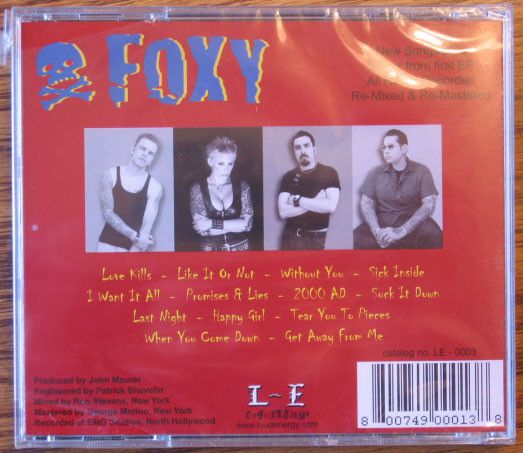 FOXY
New Songs
from first EP
All
Recorded
Re-Mixed & Re-Mastered
Love Kills - Like It Or Not - Without You - Sick Inside
I Want It All - Promises & Lies - 2000 AD - Suck It Down
Last Night - Happy Girl - Tear You To Pieces
When You Come Down - Get Away From Me
catalog no. LE - 0003
Produced by John Maurer
Engineered by Patrick Shevelin
Mixed by Rob Stevens, New York
Mastered by George Marino, New York
Recorded at EMG Studios, North Hollywood
L~E
recordings
www.loudenergy.com
8 00749 00013 8